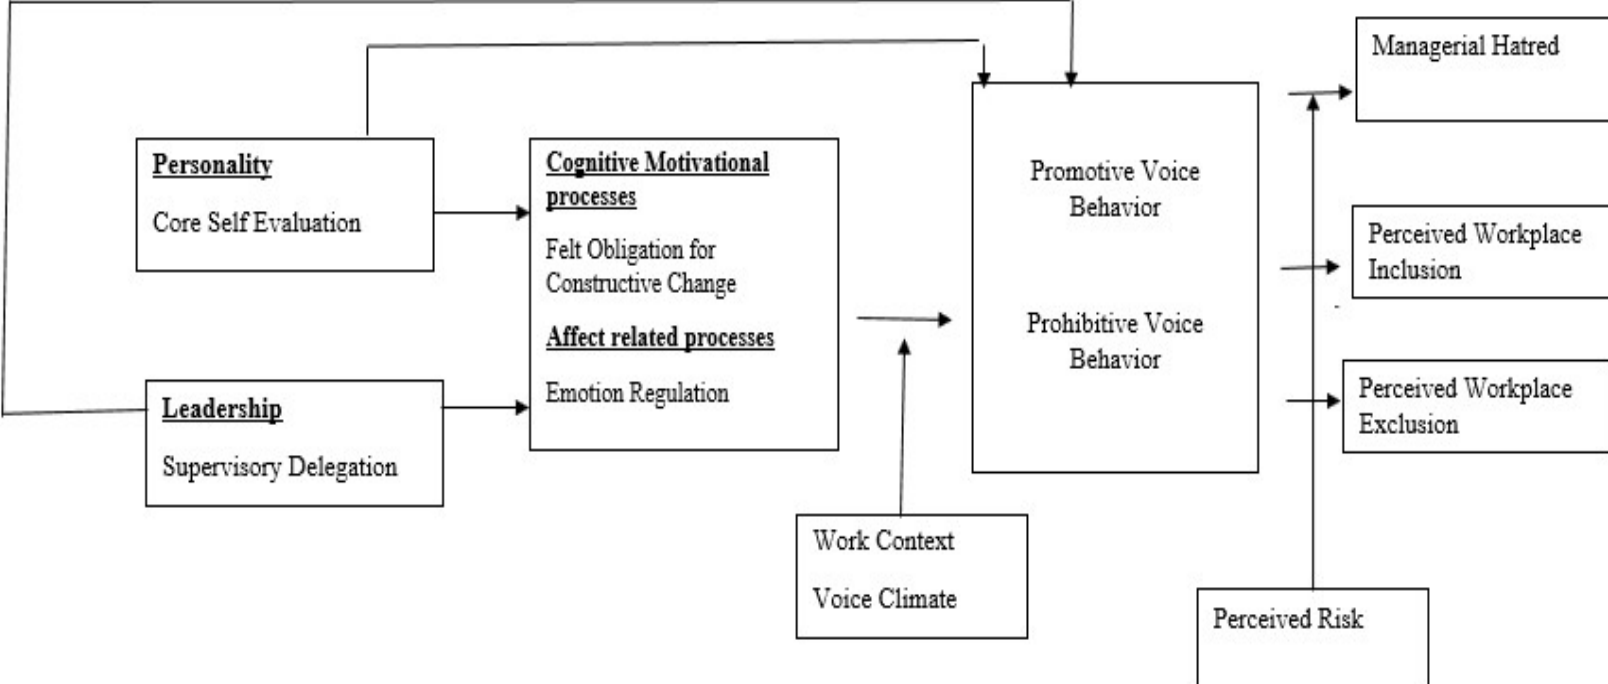 Managerial Hatred
Personality
Core Self Evaluation
Cognitive Motivational
processes
Felt Obligation for
Constructive Change
Affect related processes
Emotion Regulation
Promotive Voice
Behavior
Prohibitive Voice
Behavior
Perceived Workplace
Inclusion
Perceived Workplace
Exclusion
Leadership
Supervisory Delegation
Work Context
Voice Climate
Perceived Risk